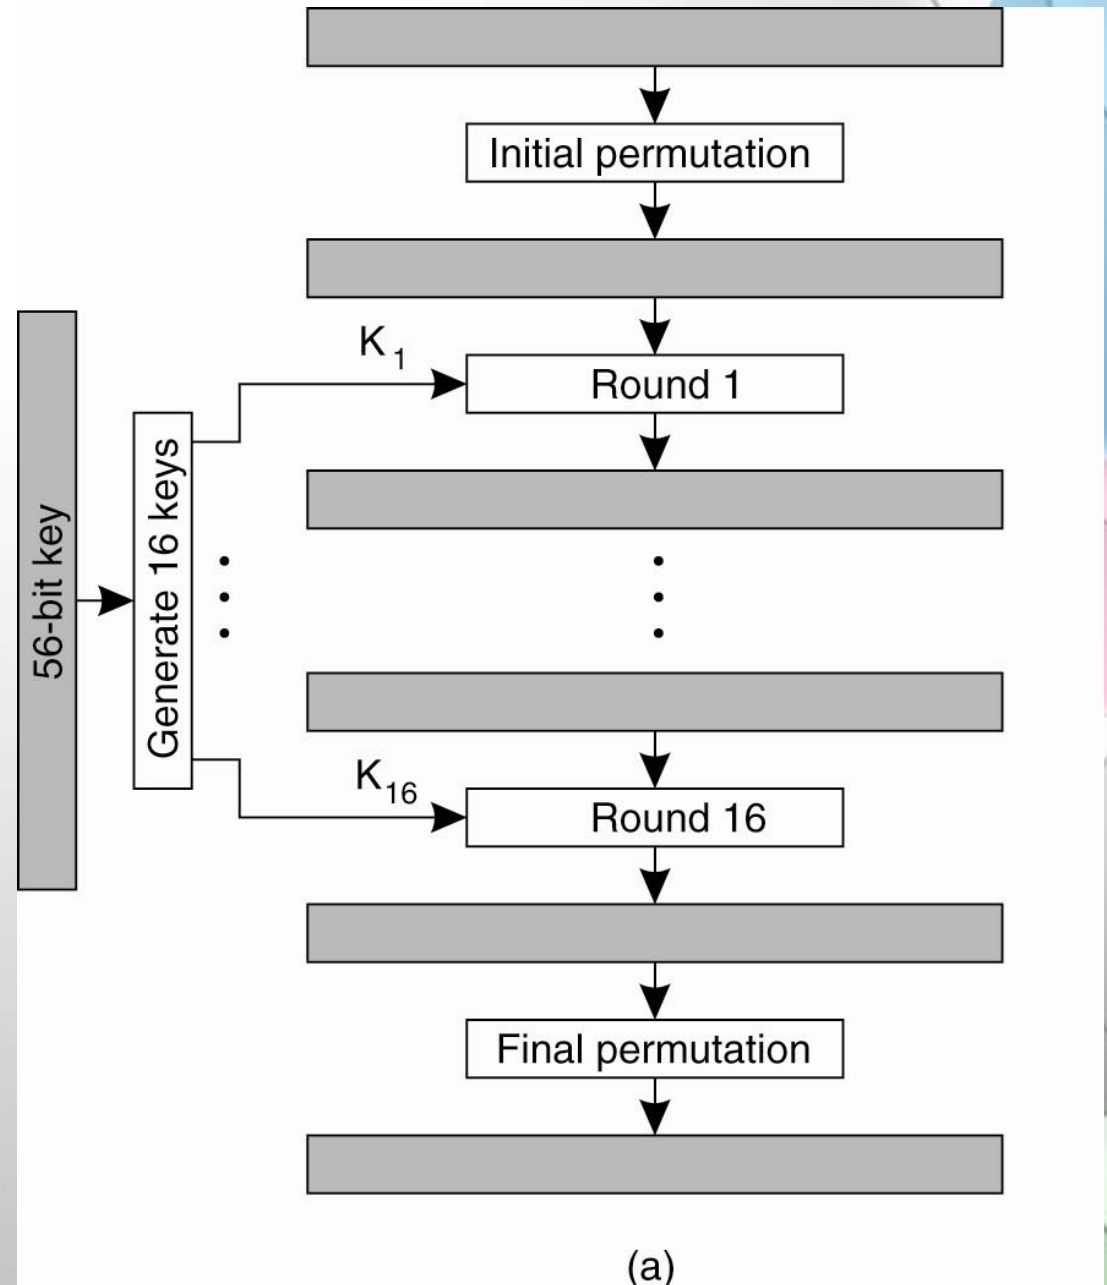 Initial permutation
K1
Round 1
56-bit key
Generate 16 keys
K16
Round 16
Final permutation
(a)